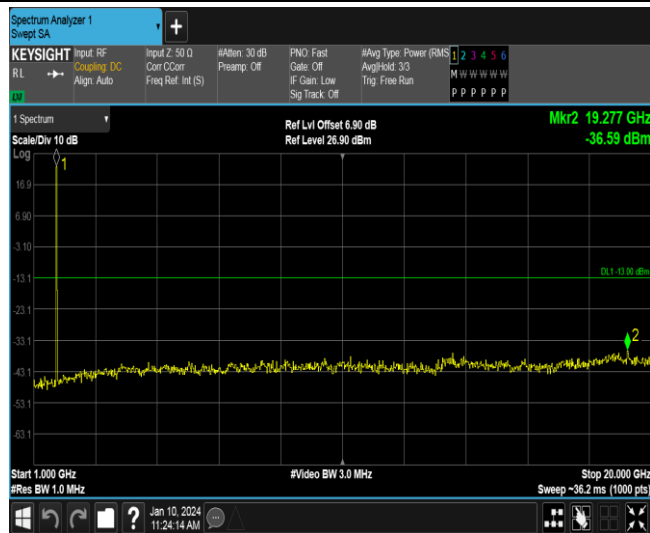 Spectrum Analyzer 1
Swept SA
+
KEYSIGHT Input: RF Input Z: 50 Ω #Atten: 30 dB PNO: Fast #Avg Type: Power (RMS 1 2 3 4 5 6
RL Coupling: DC Corr CCorr Preamp: Off Gate: Off Avg|Hold: 3/3 M W W W W W
Align: Auto Freq Ref: Int (S) IF Gain: Low Trig: Free Run
Sig Track: Off P P P P P P
1 Spectrum
Ref Lvl Offset 6.90 dB Mkr2 19.277 GHz
Scale/Div 10 dB Ref Level 26.90 dBm -36.59 dBm
Log
1
16.9
6.90
-3.10
DL1 -13.00 dBm
-13.1
-23.1
-33.1
2
-43.1
-53.1
-63.1
Start 1.000 GHz #Video BW 3.0 MHz Stop 20.000 GHz
#Res BW 1.0 MHz Sweep ~36.2 ms (1000 pts)
? Jan 10, 2024
11:24:14 AM